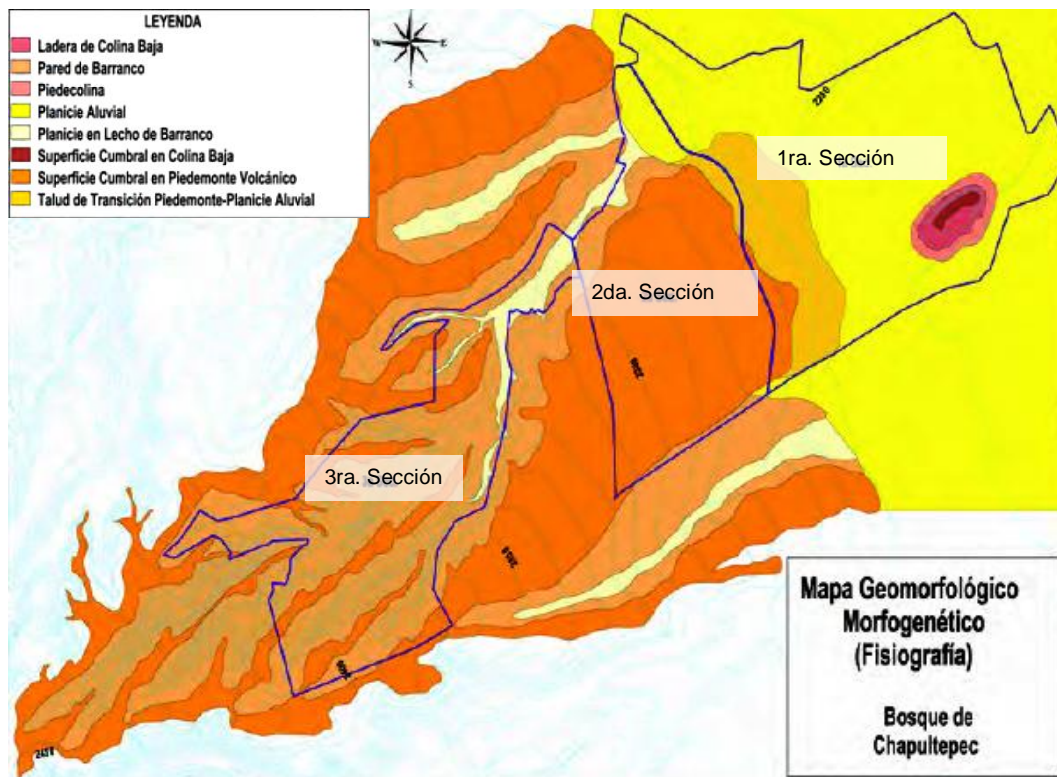 LEYENDA
Ladera de Colina Baja
Pared de Barranco
Piedecolina
Planicie Aluvial
Planicie en Lecho de Barranco
Superficie Cumbral en Colina Baja
Superficie Cumbral en Piedemonte Volcánico
Talud de Transición Piedemonte-Planicie Aluvial
N
E
S
1ra. Sección
2da. Sección
3ra. Sección
Mapa Geomorfológico
Morfogenético
(Fisiografía)
Bosque de
Chapultepec